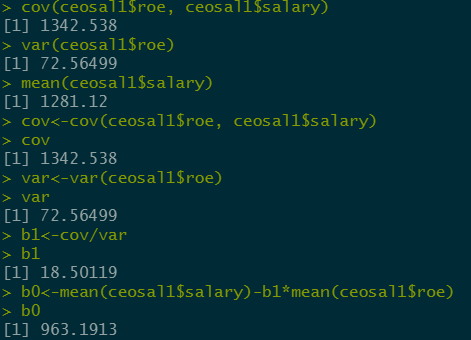 > cov(ceosal1$roe, ceosal1$salary)
[1] 1342.538
> var(ceosal1$roe)
[1] 72.56499
> mean(ceosal1$salary)
[1] 1281.12
> cov<-cov(ceosal1$roe, ceosal1$salary)
> cov
[1] 1342.538
> var<-var(ceosal1$roe)
> var
[1] 72.56499
> b1<-cov/var
> b1
[1] 18.50119
> b0<-mean(ceosal1$salary)-b1*mean(ceosal1$roe)
> b0
[1] 963.1913